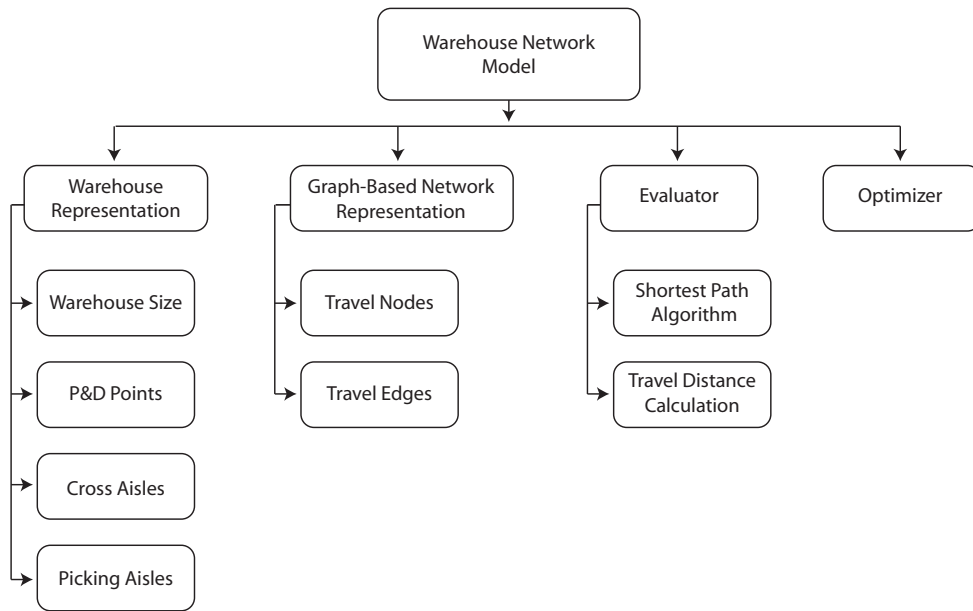 Warehouse Network
Model
Warehouse
Representation
Graph-Based Network
Representation
Evaluator
Optimizer
Warehouse Size
Travel Nodes
Shortest Path
Algorithm
P&D Points
Travel Edges
Travel Distance
Calculation
Cross Aisles
Picking Aisles